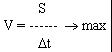 S
V = ------ → max
Δt